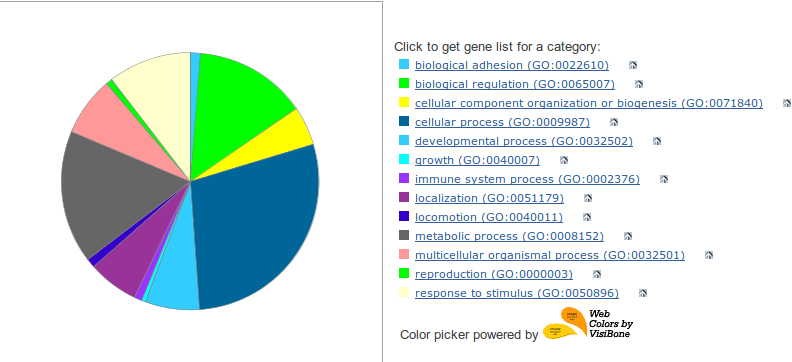 Click to get gene list for a category:
biological adhesion (GO:0022610)
biological regulation (GO:0065007)
cellular component organization or biogenesis (GO:0071840)
cellular process (GO:0009987)
developmental process (GO:0032502)
growth (GO:0040007)
immune system process (GO:0002376)
localization (GO:0051179)
locomotion (GO:0040011)
metabolic process (GO:0008152)
multicellular organismal process (GO:0032501)
reproduction (GO:0000003)
response to stimulus (GO:0050896)
Color picker powered by
Web
Colors by
VisiBone